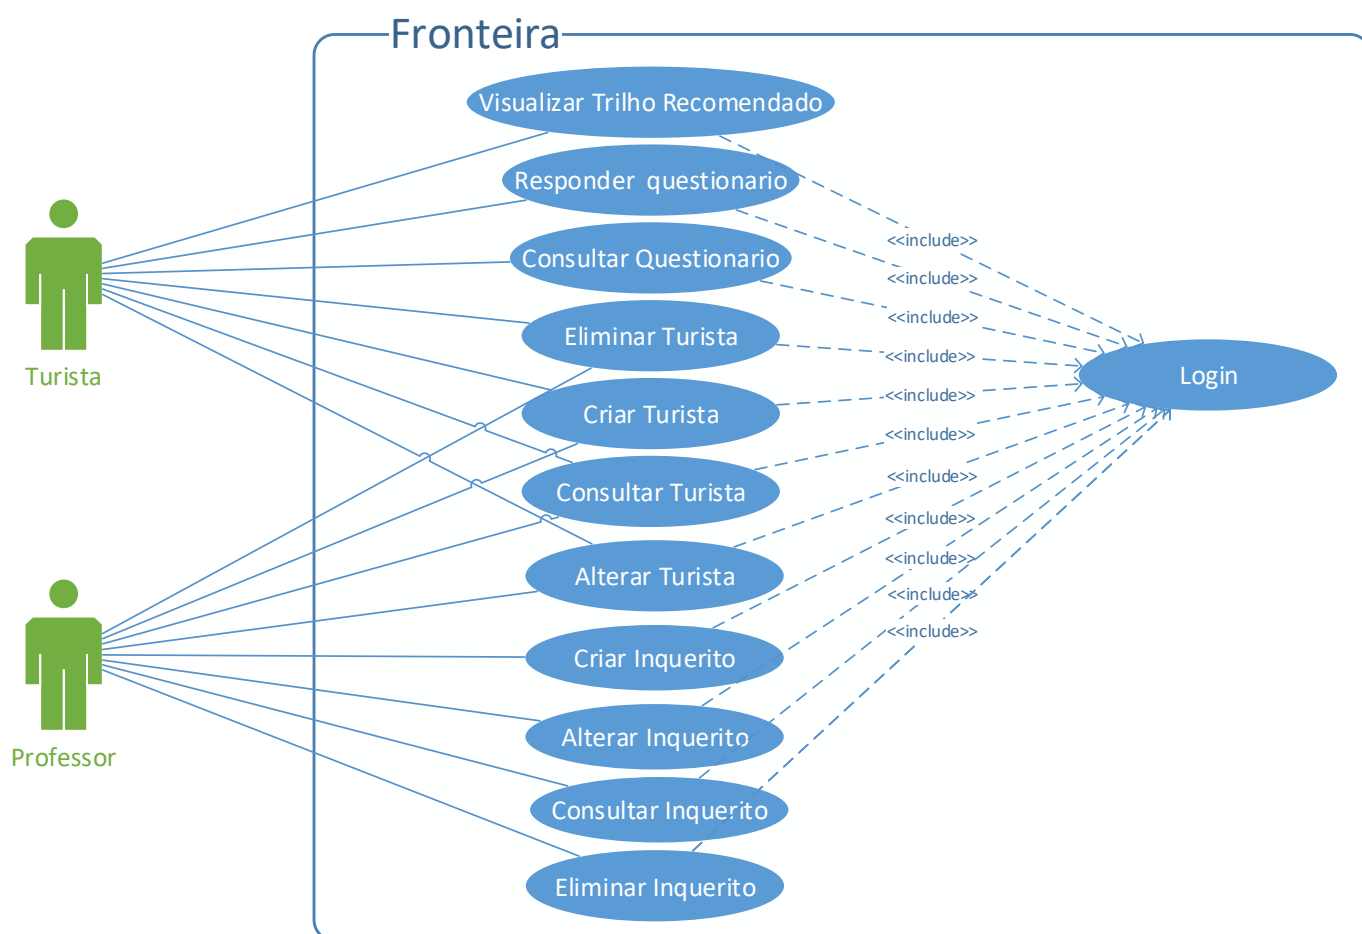 Fronteira
Visualizar Trilho Recomendado
Responder questionario
Consultar Questionario
Eliminar Turista
Criar Turista
Consultar Turista
Alterar Turista
Criar Inquerito
Alterar Inquerito
Consultar Inquerito
Eliminar Inquerito
Turista
Professor
<<include>>
<<include>>
<<include>>
<<include>>
<<include>>
<<include>>
<<include>>
<<include>>
<<include>>
<<include>>
<<include>>
Login